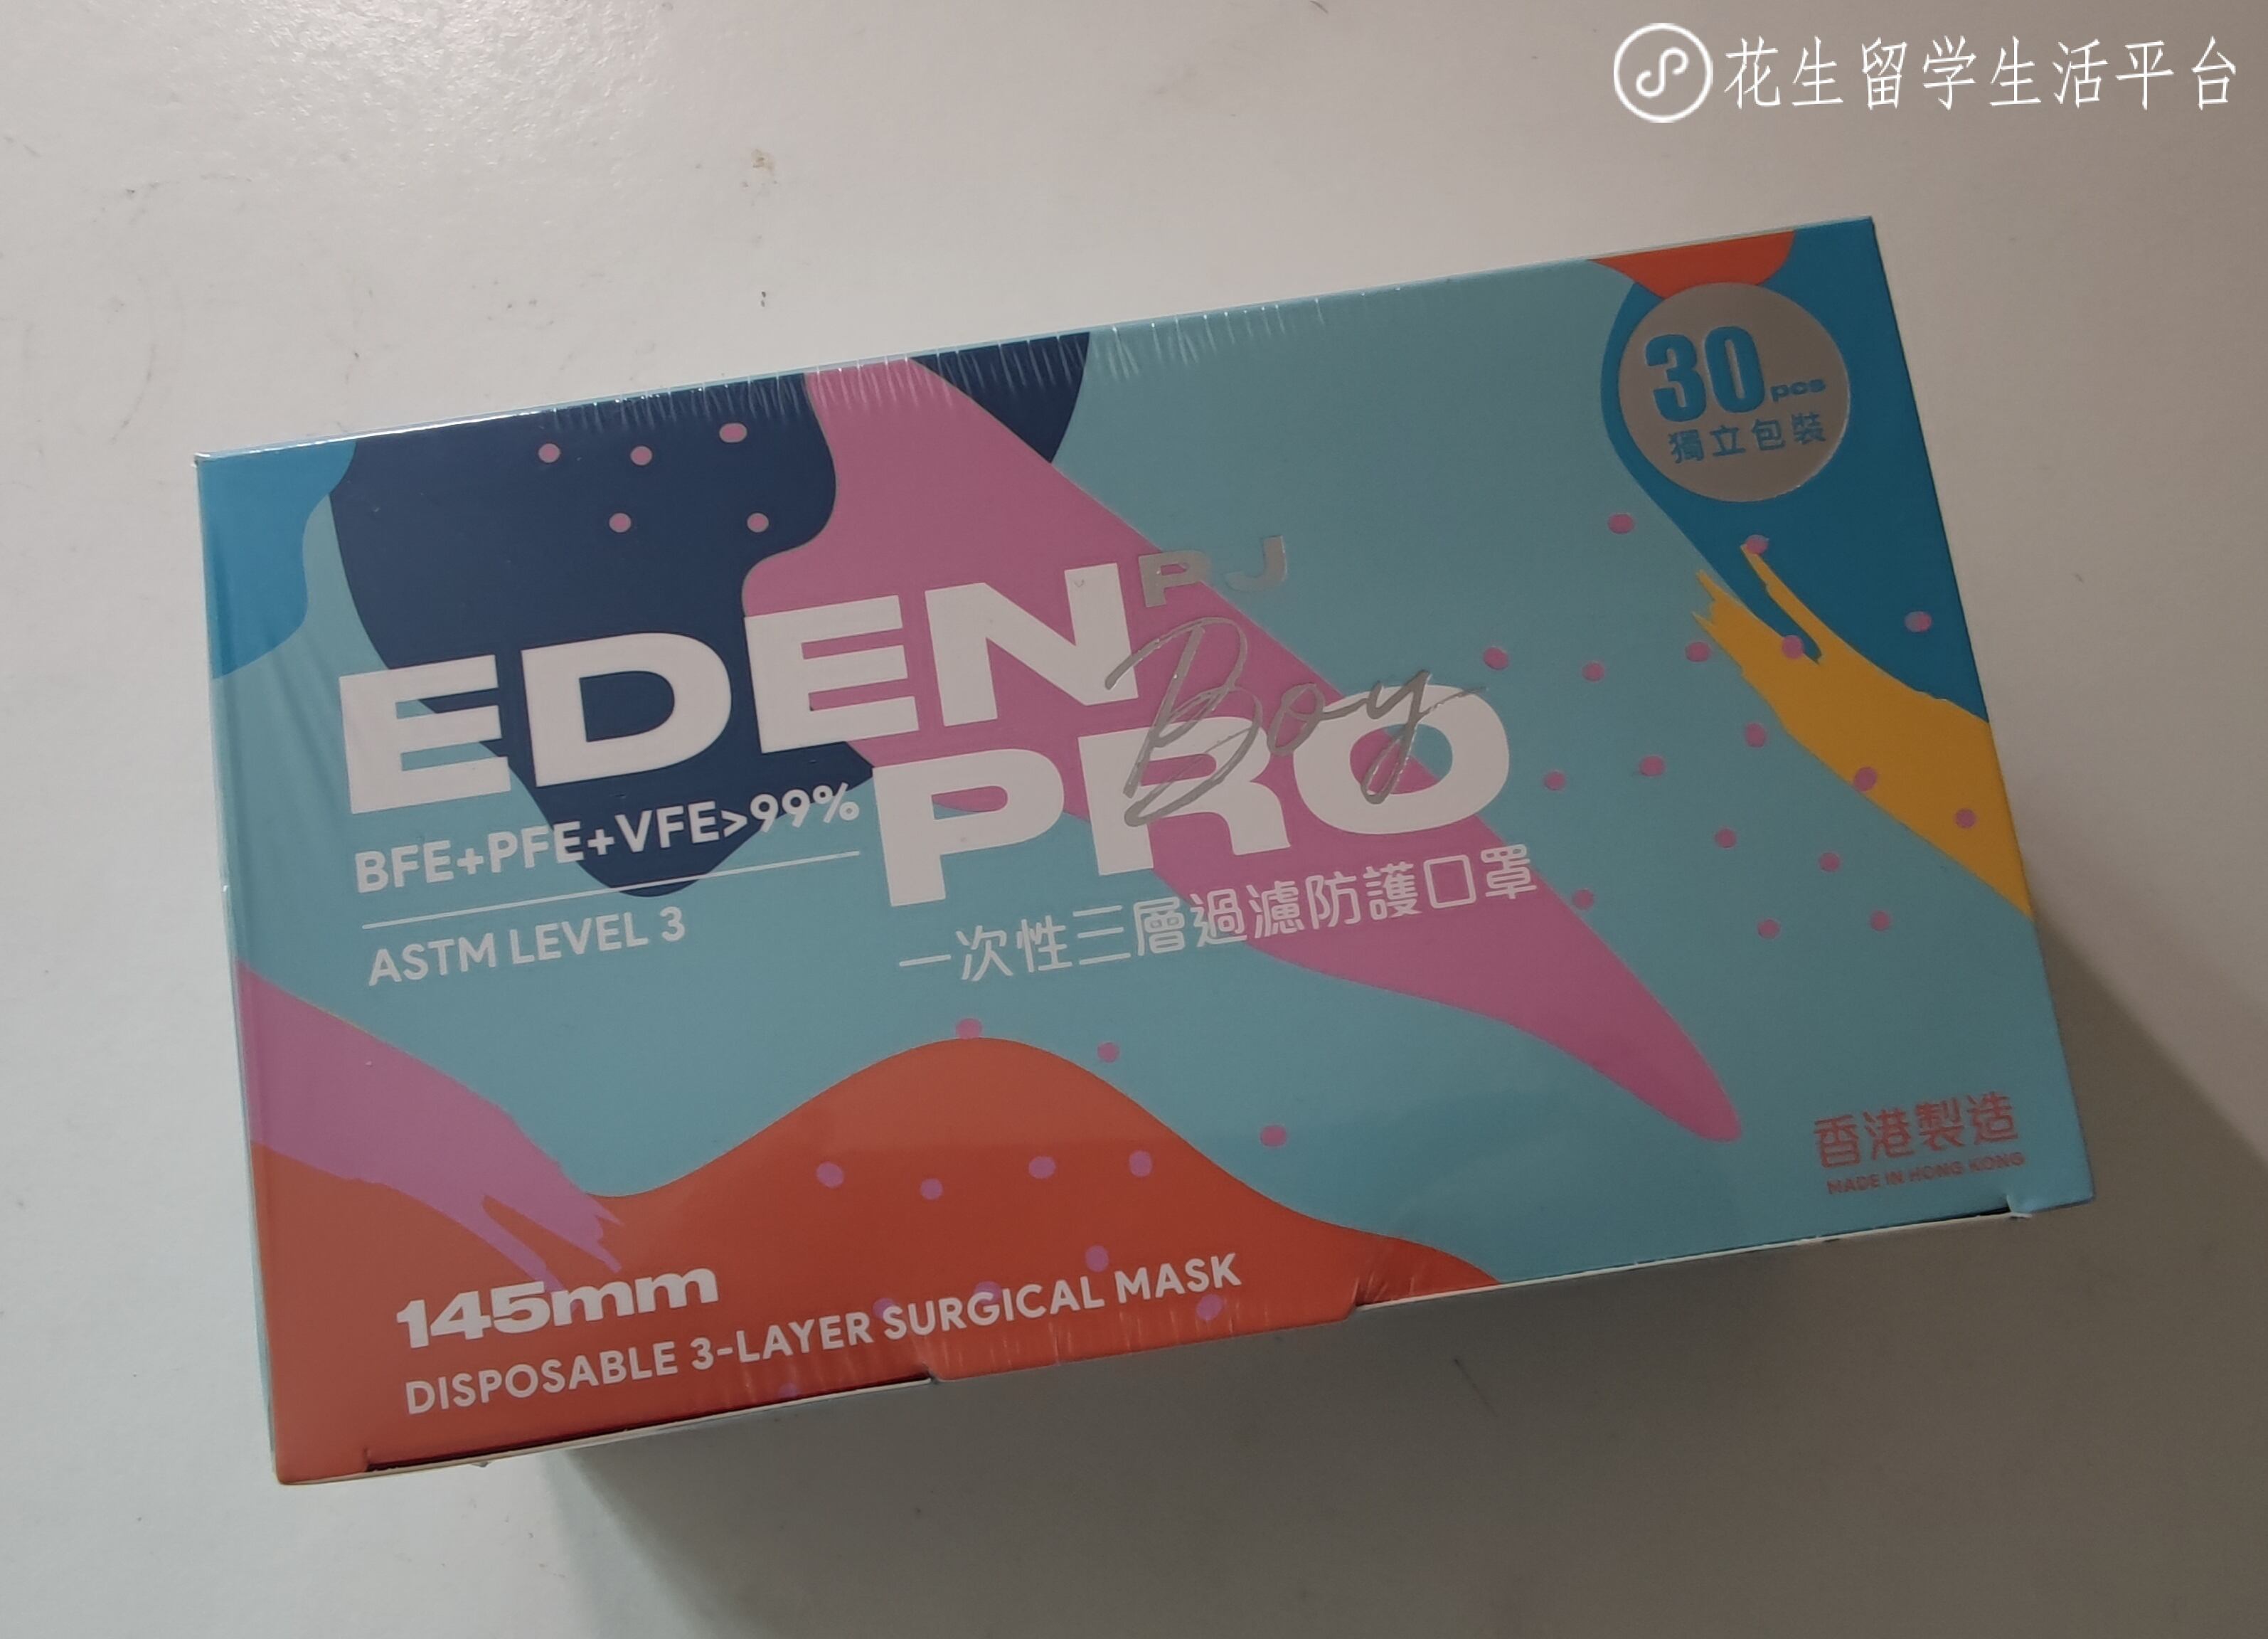 花生留学生活平台
30pcs
獨立包裝
PJ
Boy
EDEN
PRO
BFE+PFE+VFE>99%
ASTM LEVEL 3
一次性三層過濾防護口罩
香港製造
MADE IN HONG KONG
145mm
DISPOSABLE 3-LAYER SURGICAL MASK